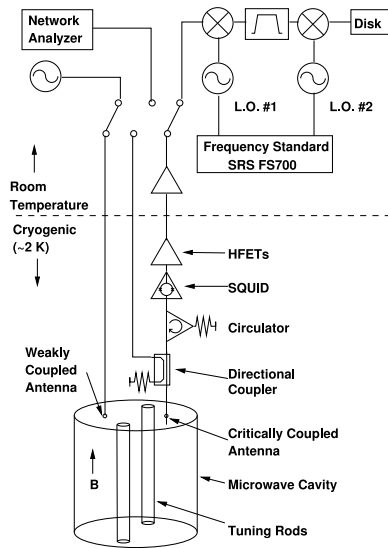 Network
Analyzer
Disk
L.O. #1
L.O. #2
Frequency Standard
SRS FS700
Room
Temperature
Cryogenic
(~2 K)
HFETs
SQUID
Circulator
Weakly
Coupled
Antenna
Directional
Coupler
Critically Coupled
Antenna
B
Microwave Cavity
Tuning Rods